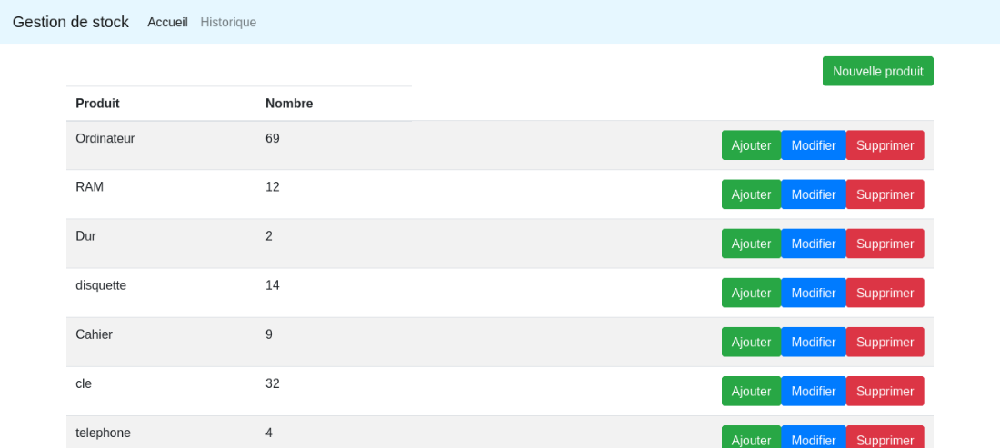 Gestion de stock Accueil Historique
Nouvelle produit
Produit Nombre
Ordinateur 69 Ajouter Modifier Supprimer
RAM 12 Ajouter Modifier Supprimer
Dur 2 Ajouter Modifier Supprimer
disquette 14 Ajouter Modifier Supprimer
Cahier 9 Ajouter Modifier Supprimer
cle 32 Ajouter Modifier Supprimer
telephone 4 Ajouter Modifier Supprimer